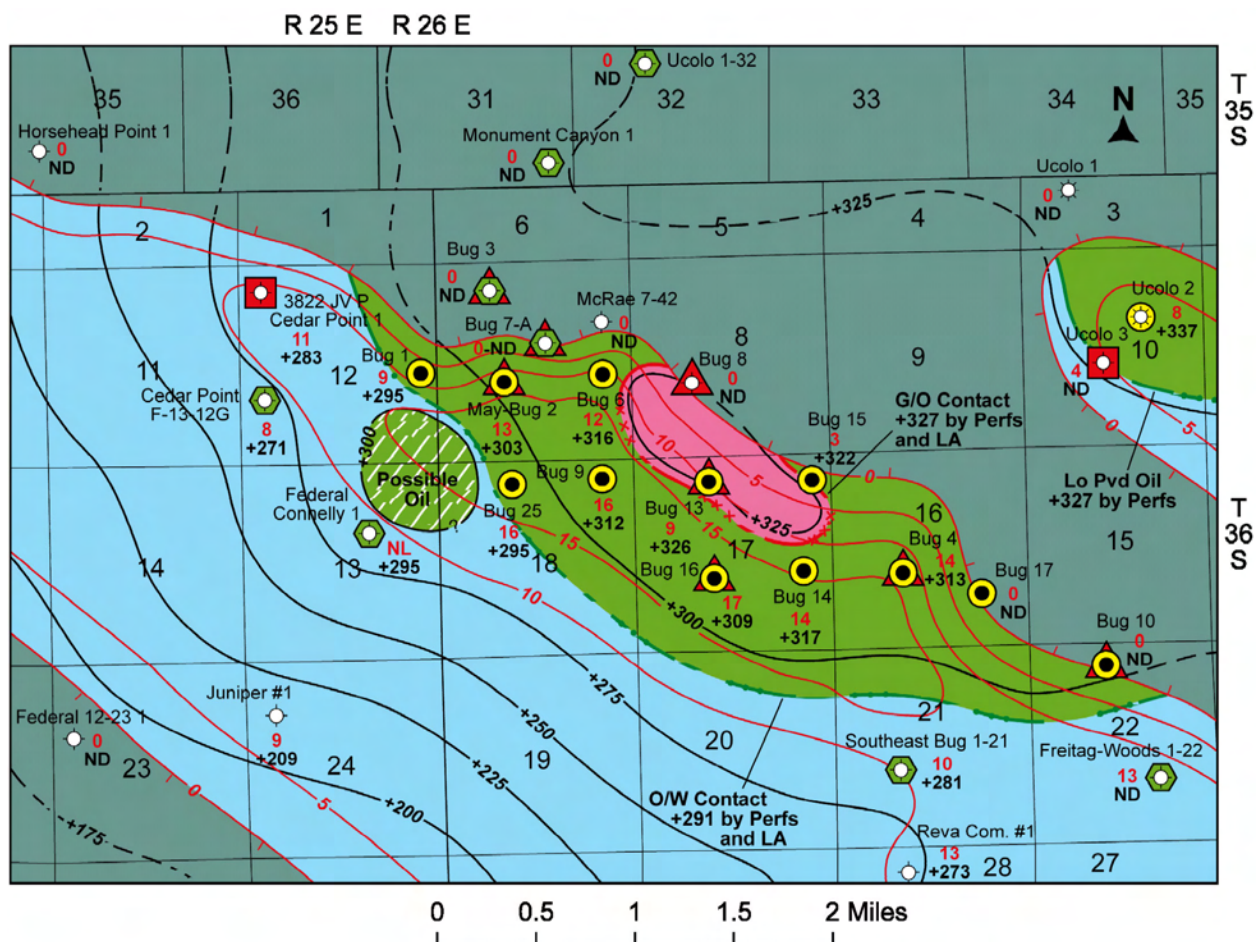 R 25 E R 26 E
T
35
S
35
36
31
32
33
34
35
N
Ucolo 1-32
0
ND
Horsehead Point 1
0
ND
Monument Canyon 1
0
ND
Ucolo 1
0
ND
+325
2
1
6
5
4
3
Bug 3
0
ND
McRae 7-42
0
ND
Bug 7-A
0-ND
3822 JV P
Cedar Point 1
11
+283
Ucolo 2
8
+337
Ucolo 3
4
ND
10
8
9
11
12
Bug 8
0
ND
Bug 1
9
+295
May-Bug 2
13
+303
Bug 6
12
+316
Cedar Point
F-13-12G
8
+271
G/O Contact
+327 by Perfs
and LA
Bug 15
3
+322
0
10
5
0
5
+300
Possible
Oil
?
Bug 9
16
+312
Bug 25
16
+295
Bug 13
9
+326
+325
Lo Pvd Oil
+327 by Perfs
Federal
Connelly 1
NL
+295
T
36
S
14
13
18
17
16
15
15
15
10
Bug 16
17
+309
Bug 14
14
+317
Bug 4
14
+313
Bug 17
0
ND
+300
Bug 10
0
ND
Juniper #1
9
+209
Federal 12-23 1
0
ND
+275
+250
+225
+200
+175
0
5
23
24
19
20
21
22
Southeast Bug 1-21
10
+281
Freitag-Woods 1-22
13
ND
O/W Contact
+291 by Perfs
and LA
Reva Com. #1
13
+273
28
27
0 0.5 1 1.5 2 Miles